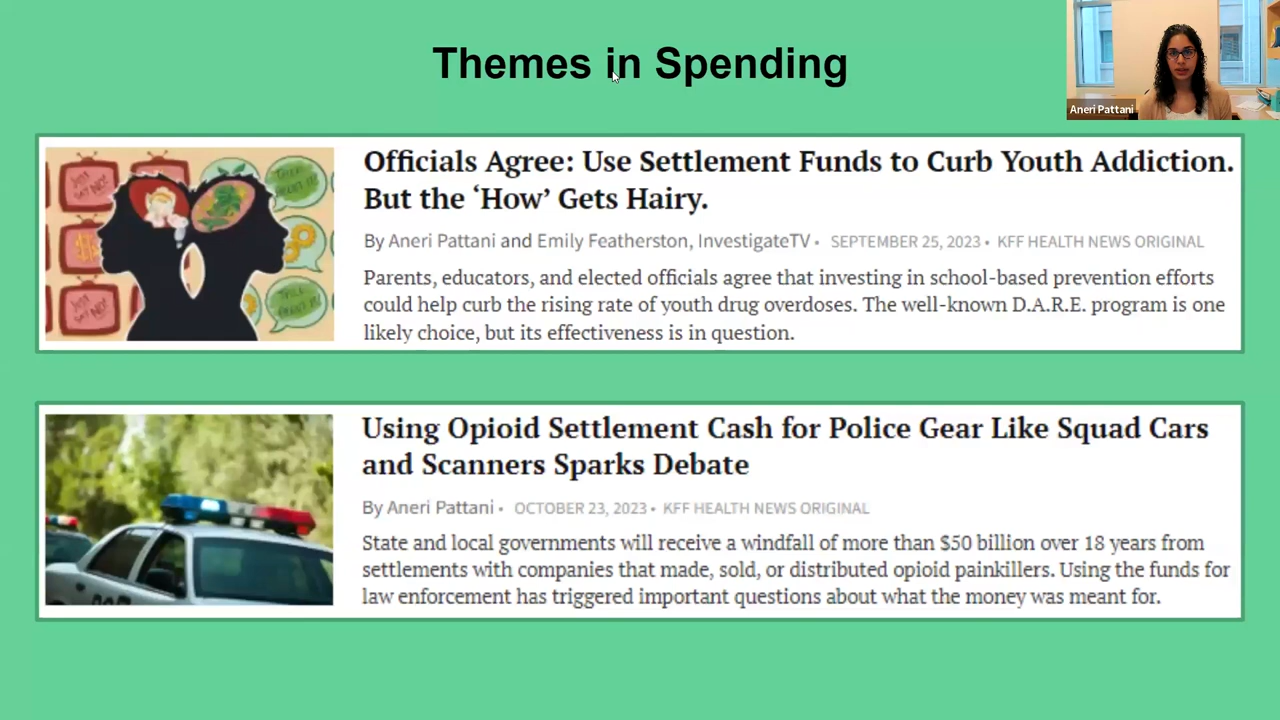 Themes in Spending
Aneri Pattani
Officials Agree: Use Settlement Funds to Curb Youth Addiction.
But the ‘How’ Gets Hairy.
By Aneri Pattani and Emily Featherston, InvestigateTV • SEPTEMBER 25, 2023 • KFF HEALTH NEWS ORIGINAL
Parents, educators, and elected officials agree that investing in school-based prevention efforts
could help curb the rising rate of youth drug overdoses. The well-known D.A.R.E. program is one
likely choice, but its effectiveness is in question.
Using Opioid Settlement Cash for Police Gear Like Squad Cars
and Scanners Sparks Debate
By Aneri Pattani • OCTOBER 23, 2023 • KFF HEALTH NEWS ORIGINAL
State and local governments will receive a windfall of more than $50 billion over 18 years from
settlements with companies that made, sold, or distributed opioid painkillers. Using the funds for
law enforcement has triggered important questions about what the money was meant for.